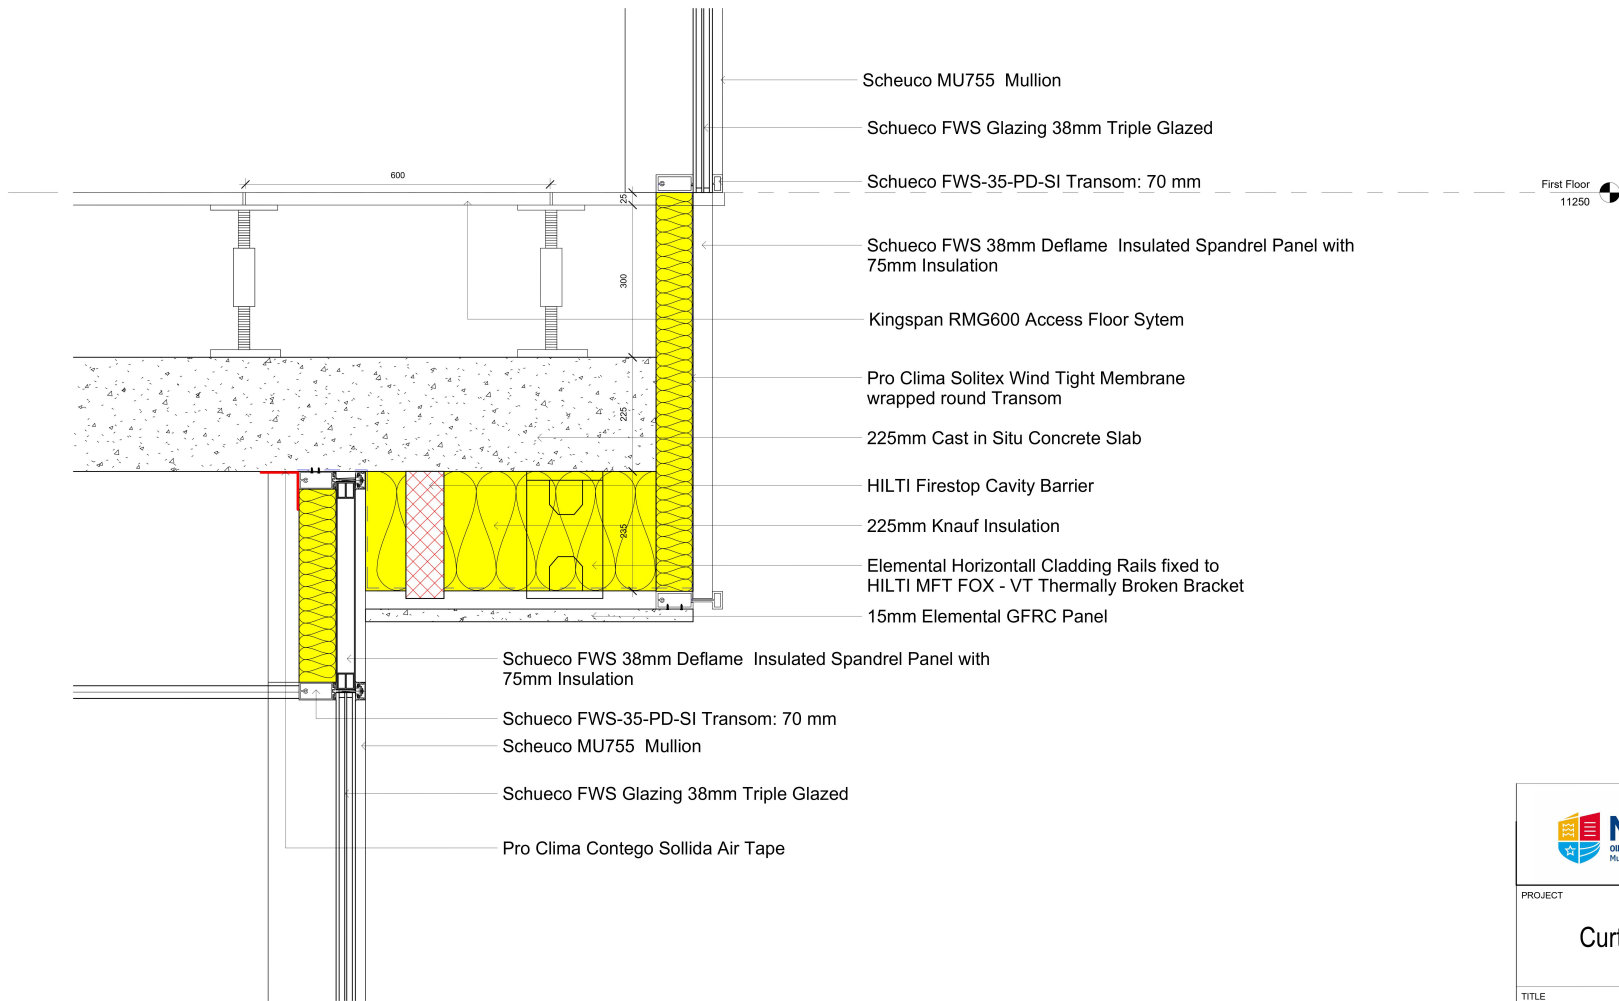 Scheuco MU755 Mullion
Schueco FWS Glazing 38mm Triple Glazed
600
Schueco FWS-35-PD-SI Transom: 70 mm
First Floor
11250
25
Schueco FWS 38mm Deflame Insulated Spandrel Panel with
75mm Insulation
300
Kingspan RMG600 Access Floor Sytem
Pro Clima Solitex Wind Tight Membrane
wrapped round Transom
225
225mm Cast in Situ Concrete Slab
HILTI Firestop Cavity Barrier
225mm Knauf Insulation
235
Elemental Horizontall Cladding Rails fixed to
HILTI MFT FOX - VT Thermally Broken Bracket
15mm Elemental GFRC Panel
Schueco FWS 38mm Deflame Insulated Spandrel Panel with
75mm Insulation
Schueco FWS-35-PD-SI Transom: 70 mm
Scheuco MU755 Mullion
Schueco FWS Glazing 38mm Triple Glazed
Pro Clima Contego Sollida Air Tape
PROJECT
Curt
TITLE